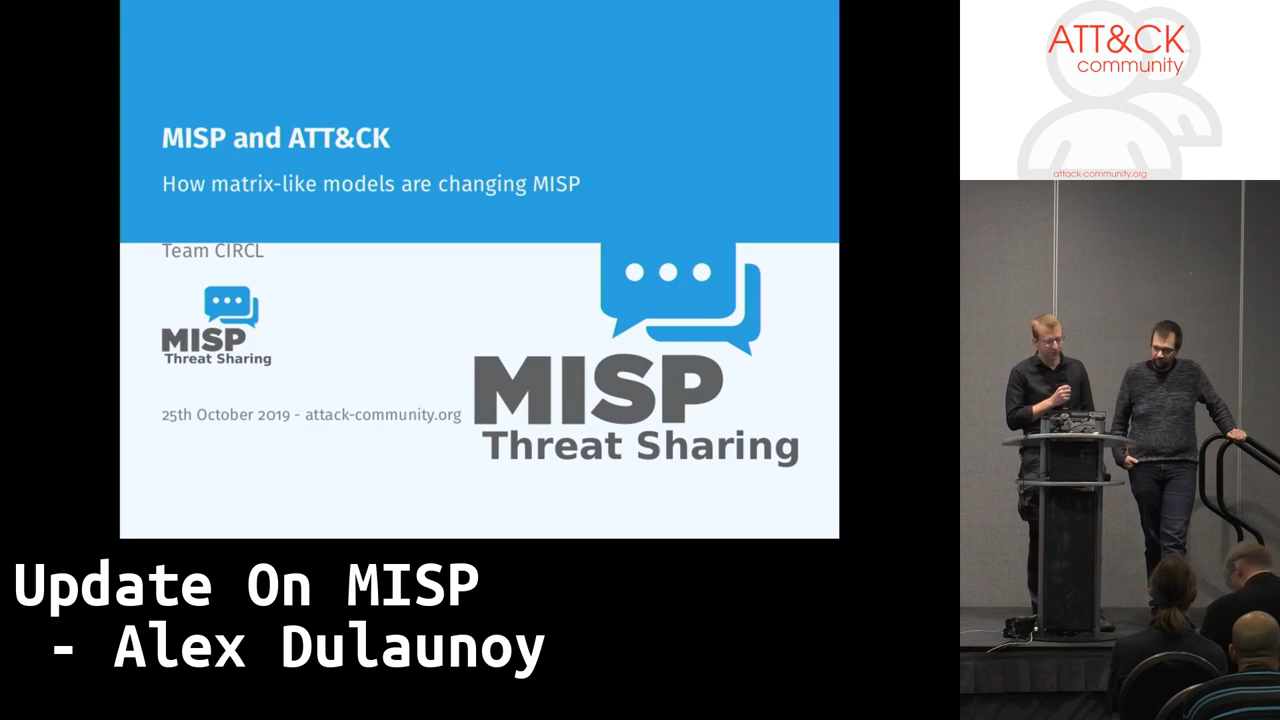 MISP and ATT&CK
How matrix-like models are changing MISP
Team CIRCL
MISP
Threat Sharing
25th October 2019 - attack-community.org
MISP
Threat Sharing
Update On MISP
- Alex Dulaunoy
ATT&CK
community
attack-community.org